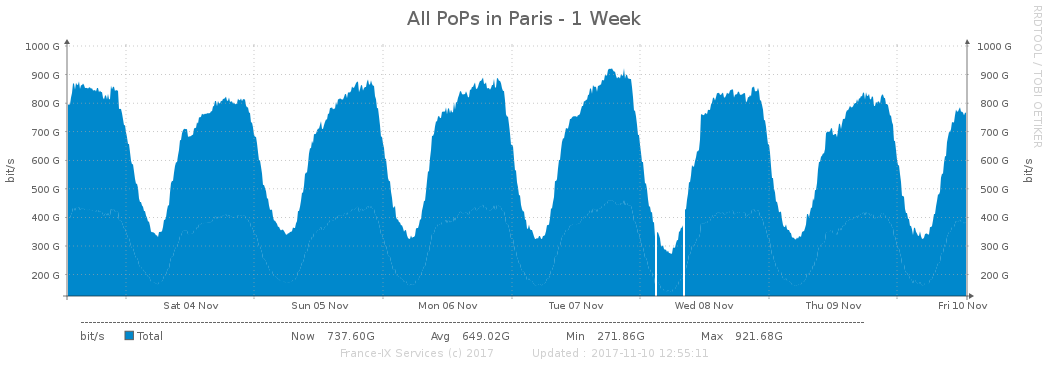 All PoPs in Paris - 1 Week
RRDTOOL / TOBI OETIKER
1000 G 1000 G
900 G 900 G
800 G 800 G
700 G 700 G
600 G 600 G
500 G 500 G
400 G 400 G
300 G 300 G
200 G 200 G
bit/s bit/s
Sat 04 Nov Sun 05 Nov Mon 06 Nov Tue 07 Nov Wed 08 Nov Thu 09 Nov Fri 10 Nov
bit/s Total Now 737.60G Avg 649.02G Min 271.86G Max 921.68G
France-IX Services (c) 2017 Updated : 2017-11-10 12:55:11